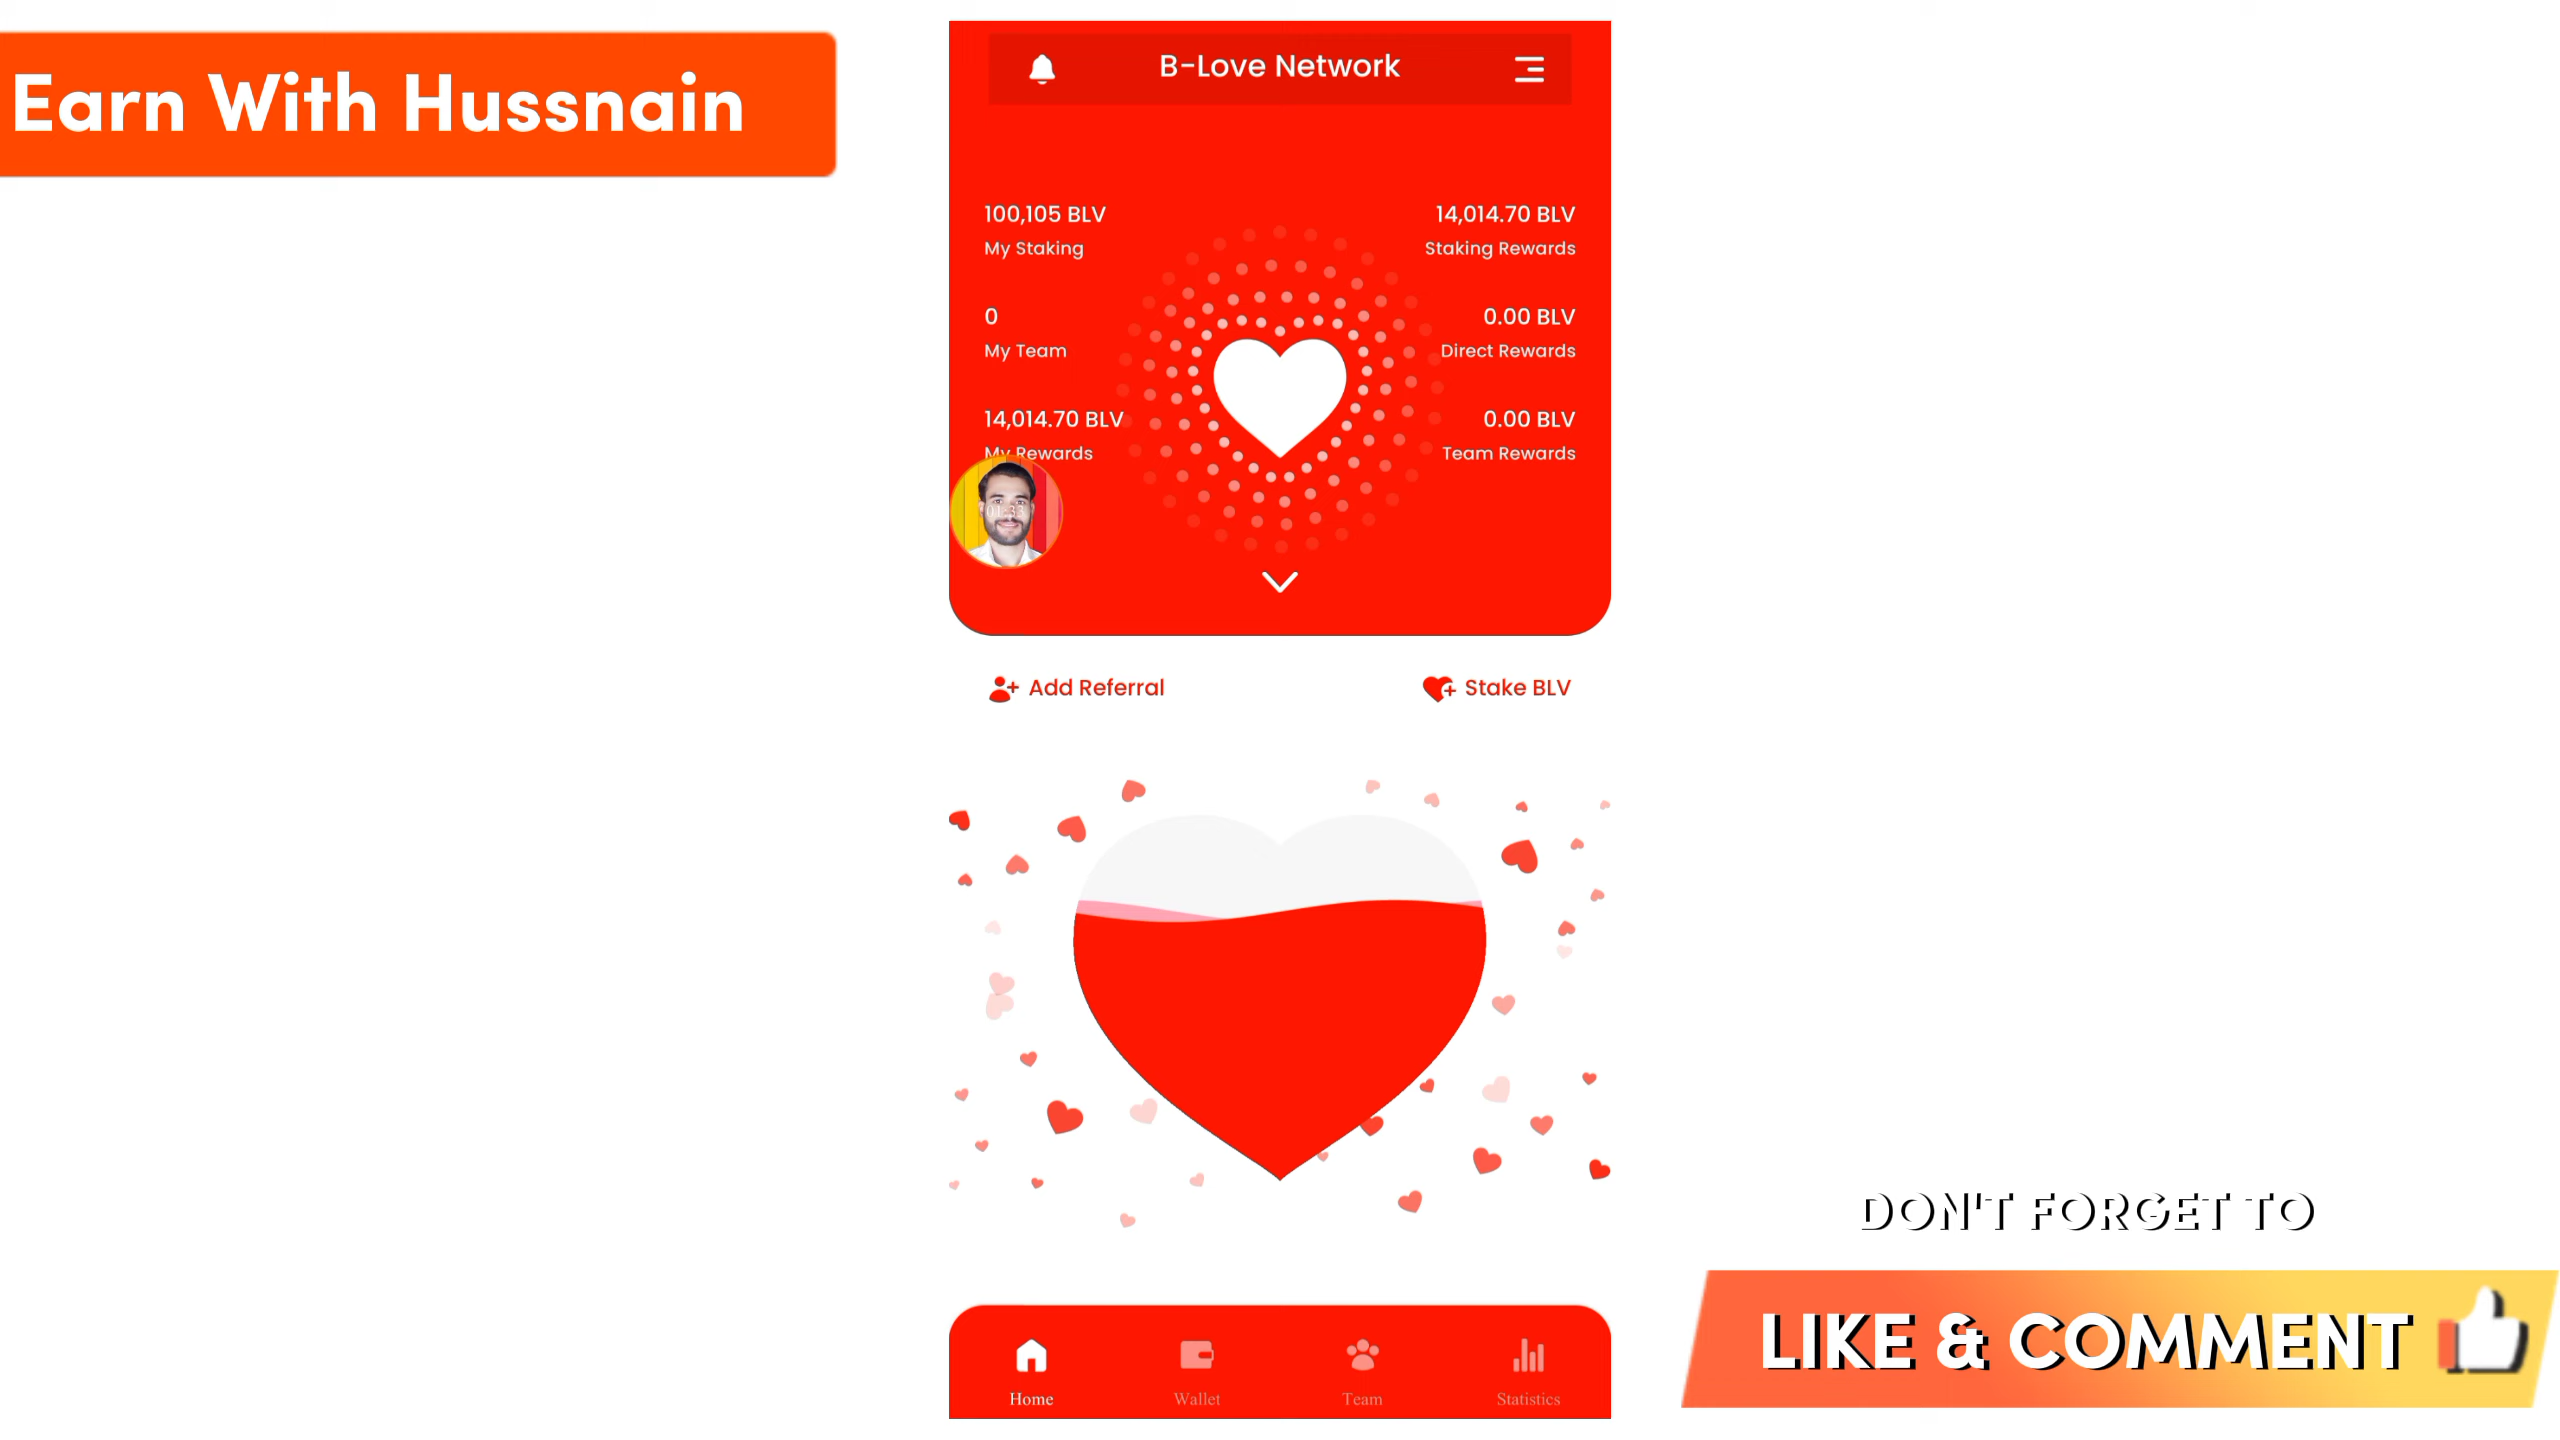 Earn With Hussnain
B-Love Network
100,105 BLV
My Staking
14,014.70 BLV
Staking Rewards
0
My Team
0.00 BLV
Direct Rewards
14,014.70 BLV
My Rewards
0.00 BLV
Team Rewards
01:33
Add Referral
Stake BLV
DON'T FORGET TO
LIKE & COMMENT
Home
Wallet
Team
Statistics